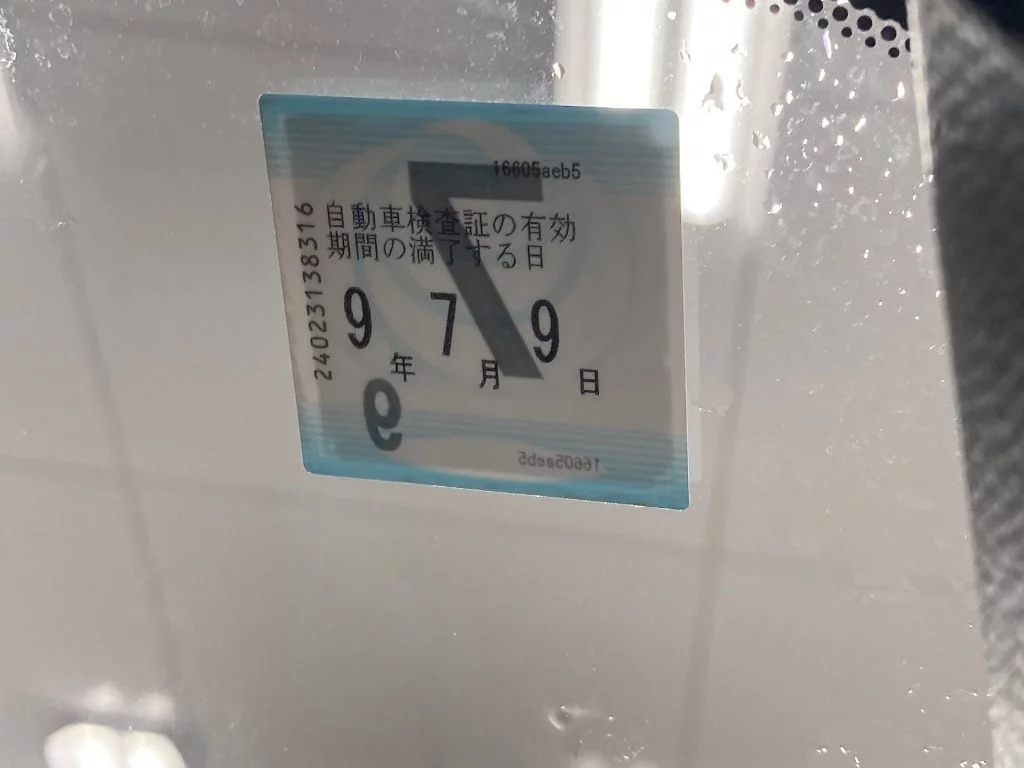 16605aeb5
自動車検査証の有効
期間の満了する日
9年 7月 9日
24023138316
7
9
16605aeb5